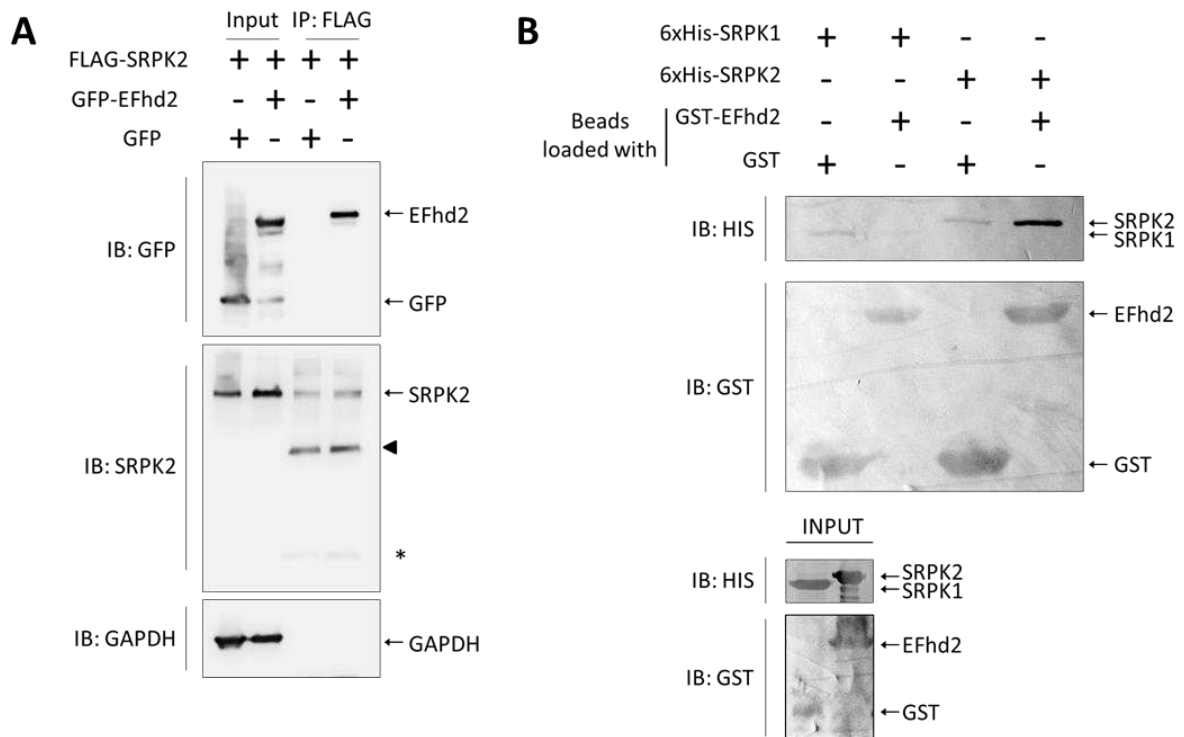 A
Input IP: FLAG
FLAG-SRPK2 + + + +
GFP-EFhd2 - + - +
GFP + - + -
IB: GFP
← EFhd2
← GFP
IB: SRPK2
← SRPK2
◄
*
IB: GAPDH
← GAPDH
B
6xHis-SRPK1 + + - -
6xHis-SRPK2 - - + +
Beads loaded with
GST-EFhd2 - + - +
GST + - + -
IB: HIS
← SRPK2
← SRPK1
IB: GST
← EFhd2
← GST
INPUT
IB: HIS
← SRPK2
← SRPK1
IB: GST
← EFhd2
← GST